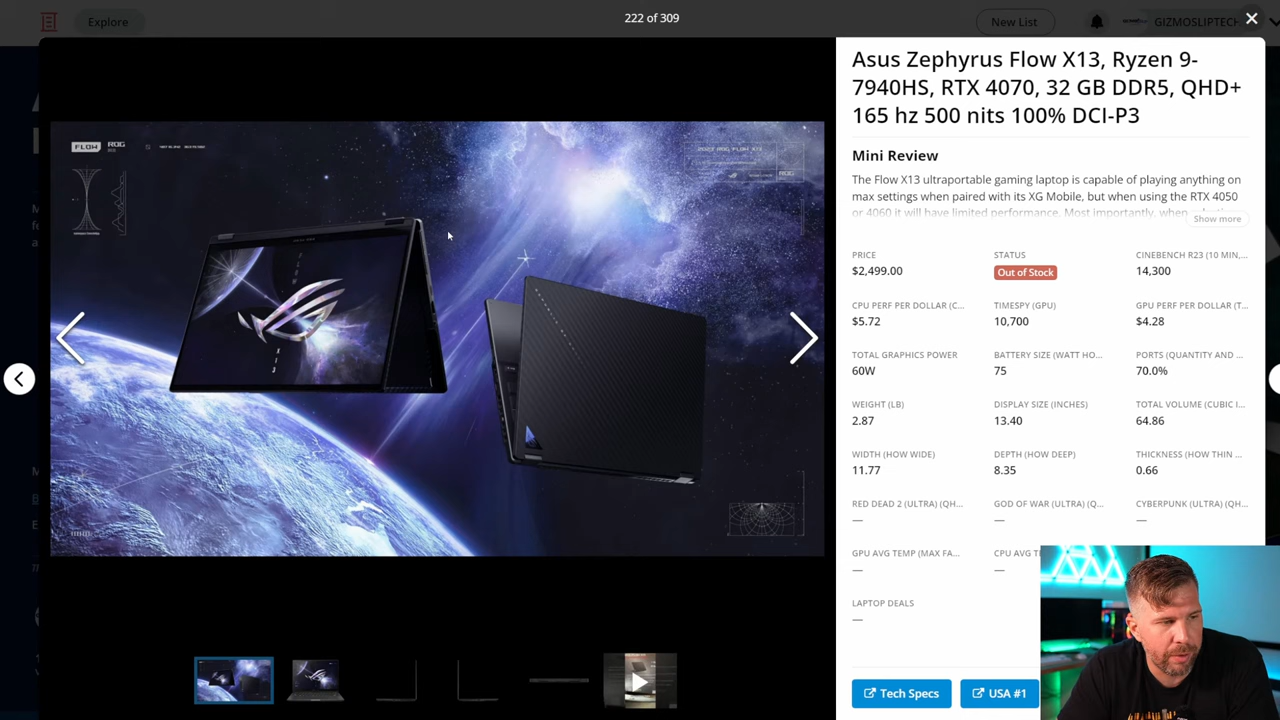 222 of 309
Explore
New List
GIZMOSLIPTECH
FLOW ROG
ROG
Asus Zephyrus Flow X13, Ryzen 9-
7940HS, RTX 4070, 32 GB DDR5, QHD+
165 hz 500 nits 100% DCI-P3
Mini Review
The Flow X13 ultraportable gaming laptop is capable of playing anything on
max settings when paired with its XG Mobile, but when using the RTX 4050
or 4060 it will have limited performance. Most importantly, when
Show more
PRICE
$2,499.00
STATUS
Out of Stock
CINEBENCH R23 (10 MIN,...
14,300
CPU PERF PER DOLLAR (C...
$5.72
TIMESPY (GPU)
10,700
GPU PERF PER DOLLAR (T...
$4.28
TOTAL GRAPHICS POWER
60W
BATTERY SIZE (WATT HO...
75
PORTS (QUANTITY AND ...
70.0%
WEIGHT (LB)
2.87
DISPLAY SIZE (INCHES)
13.40
TOTAL VOLUME (CUBIC I...
64.86
WIDTH (HOW WIDE)
11.77
DEPTH (HOW DEEP)
8.35
THICKNESS (HOW THIN ...
0.66
RED DEAD 2 (ULTRA) (QH...
—
GOD OF WAR (ULTRA) (Q...
—
CYBERPUNK (ULTRA) (QH...
—
GPU AVG TEMP (MAX FA...
—
CPU AVG T
—
LAPTOP DEALS
—
Tech Specs
USA #1